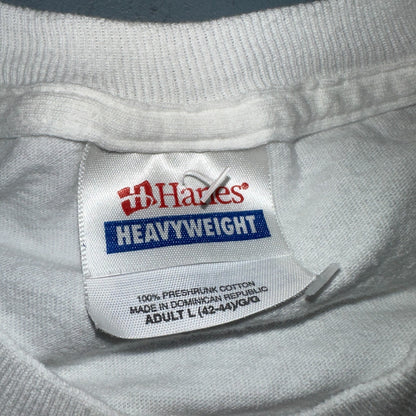 Hanes®
HEAVYWEIGHT
100% PRESHRUNK COTTON
MADE IN DOMINICAN REPUBLIC
ADULT L (42-44)/G/G